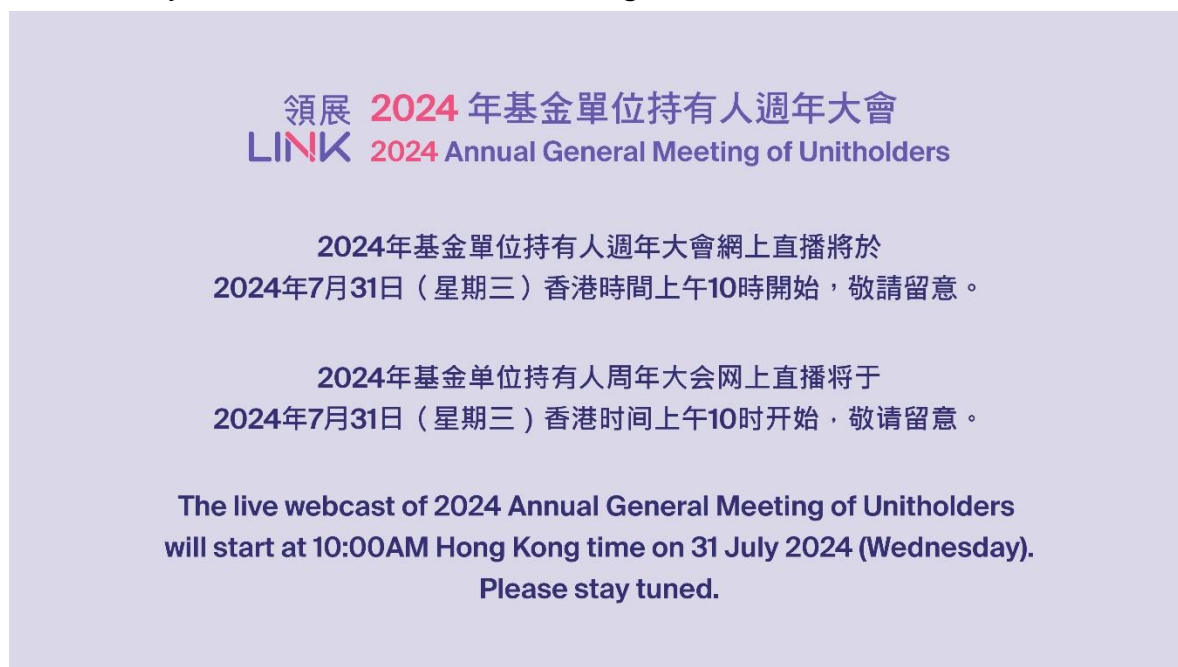 領展 2024 年基金單位持有人週年大會
LINK 2024 Annual General Meeting of Unitholders
2024年基金單位持有人週年大會網上直播將於
2024年7月31日（星期三）香港時間上午10時開始，敬請留意。
2024年基金单位持有人周年大会网上直播将于
2024年7月31日（星期三）香港时间上午10时开始，敬请留意。
The live webcast of 2024 Annual General Meeting of Unitholders
will start at 10:00AM Hong Kong time on 31 July 2024 (Wednesday).
Please stay tuned.